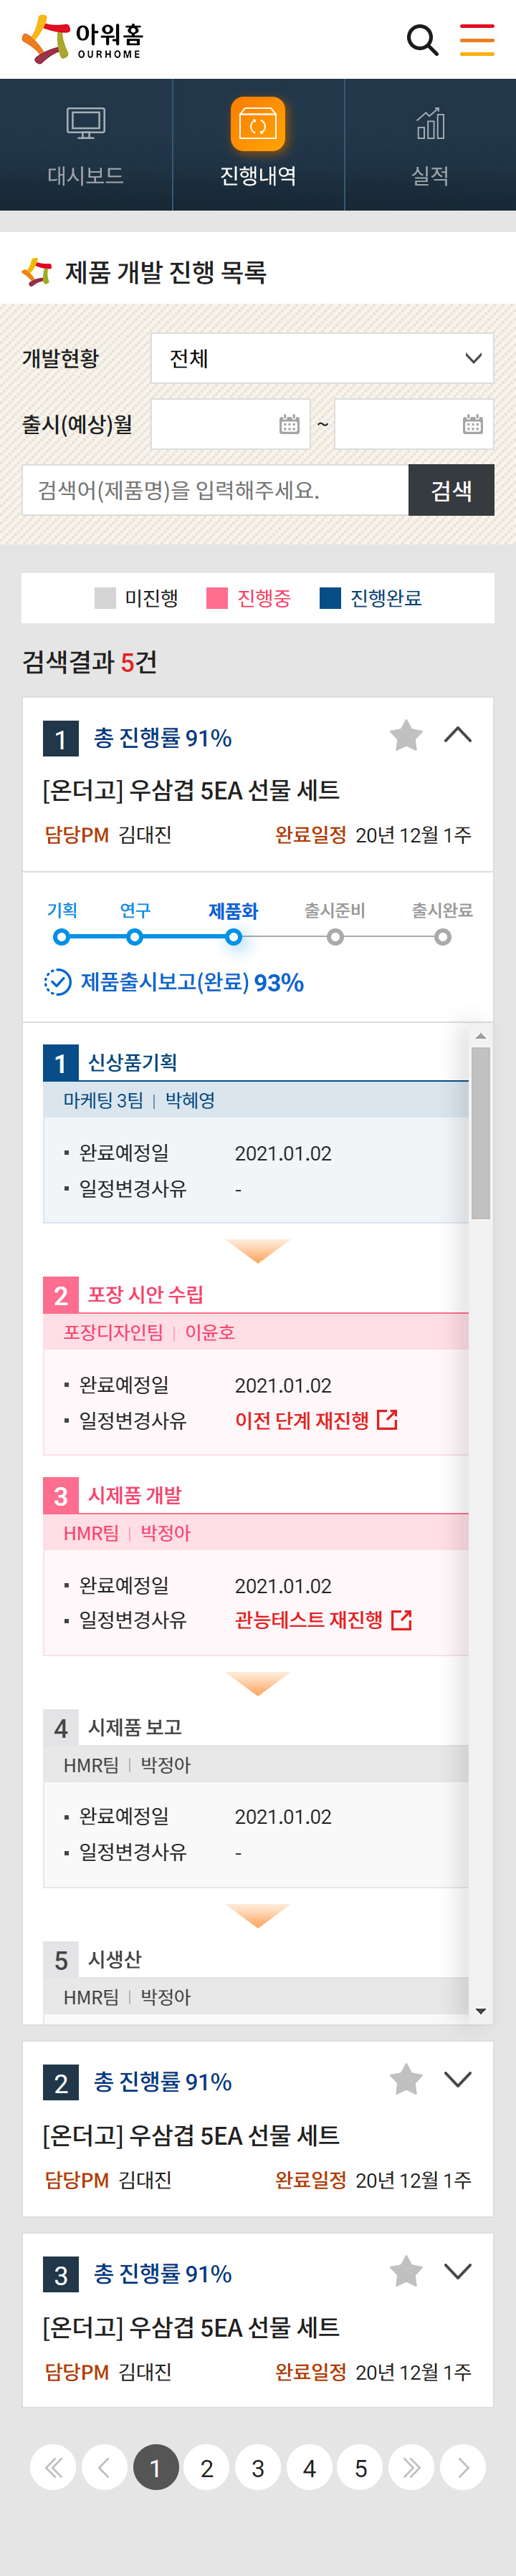 아워홈
OURHOME
대시보드
진행내역
실적
제품 개발 진행 목록
개발현황
전체
출시(예상)월
~
검색어(제품명)을 입력해주세요.
검색
미진행
진행중
진행완료
검색결과 5건
1
총 진행률 91%
[온더고] 우삼겹 5EA 선물 세트
담당PM 김대진
완료일정 20년 12월 1주
기획
연구
제품화
출시준비
출시완료
제품출시보고(완료) 93%
1
신상품기획
마케팅 3팀 | 박혜영
완료예정일
2021.01.02
일정변경사유
-
2
포장 시안 수립
포장디자인팀 | 이윤호
완료예정일
2021.01.02
일정변경사유
이전 단계 재진행
3
시제품 개발
HMR팀 | 박정아
완료예정일
2021.01.02
일정변경사유
관능테스트 재진행
4
시제품 보고
HMR팀 | 박정아
완료예정일
2021.01.02
일정변경사유
-
5
시생산
HMR팀 | 박정아
2
총 진행률 91%
[온더고] 우삼겹 5EA 선물 세트
담당PM 김대진
완료일정 20년 12월 1주
3
총 진행률 91%
[온더고] 우삼겹 5EA 선물 세트
담당PM 김대진
완료일정 20년 12월 1주
1
2
3
4
5